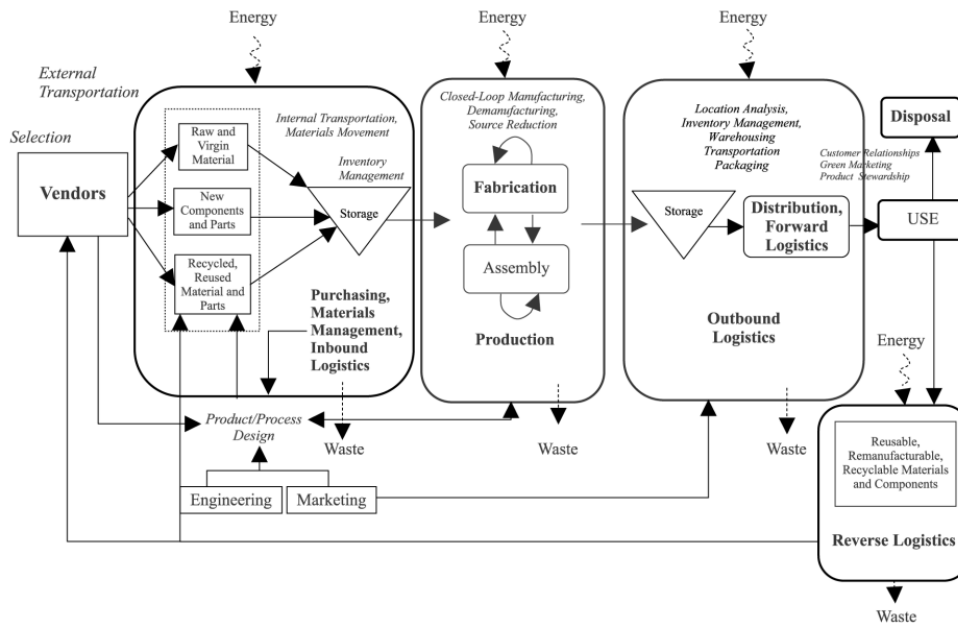 Energy
Energy
Energy
External
Transportation
Selection
Vendors
Raw and
Virgin
Material
New
Components
and Parts
Recycled,
Reused
Material and
Parts
Internal Transportation,
Materials Movement
Inventory
Management
Storage
Purchasing,
Materials
Management,
Inbound
Logistics
Closed-Loop Manufacturing,
Demanufacturing,
Source Reduction
Fabrication
Assembly
Production
Location Analysis,
Inventory Management,
Warehousing
Transportation
Packaging
Storage
Distribution,
Forward
Logistics
Outbound
Logistics
Customer Relationships
Green Marketing
Product Stewardship
Disposal
USE
Energy
Product/Process
Design
Waste
Waste
Waste
Engineering
Marketing
Reusable,
Remanufacturable,
Recyclable Materials
and Components
Reverse Logistics
Waste